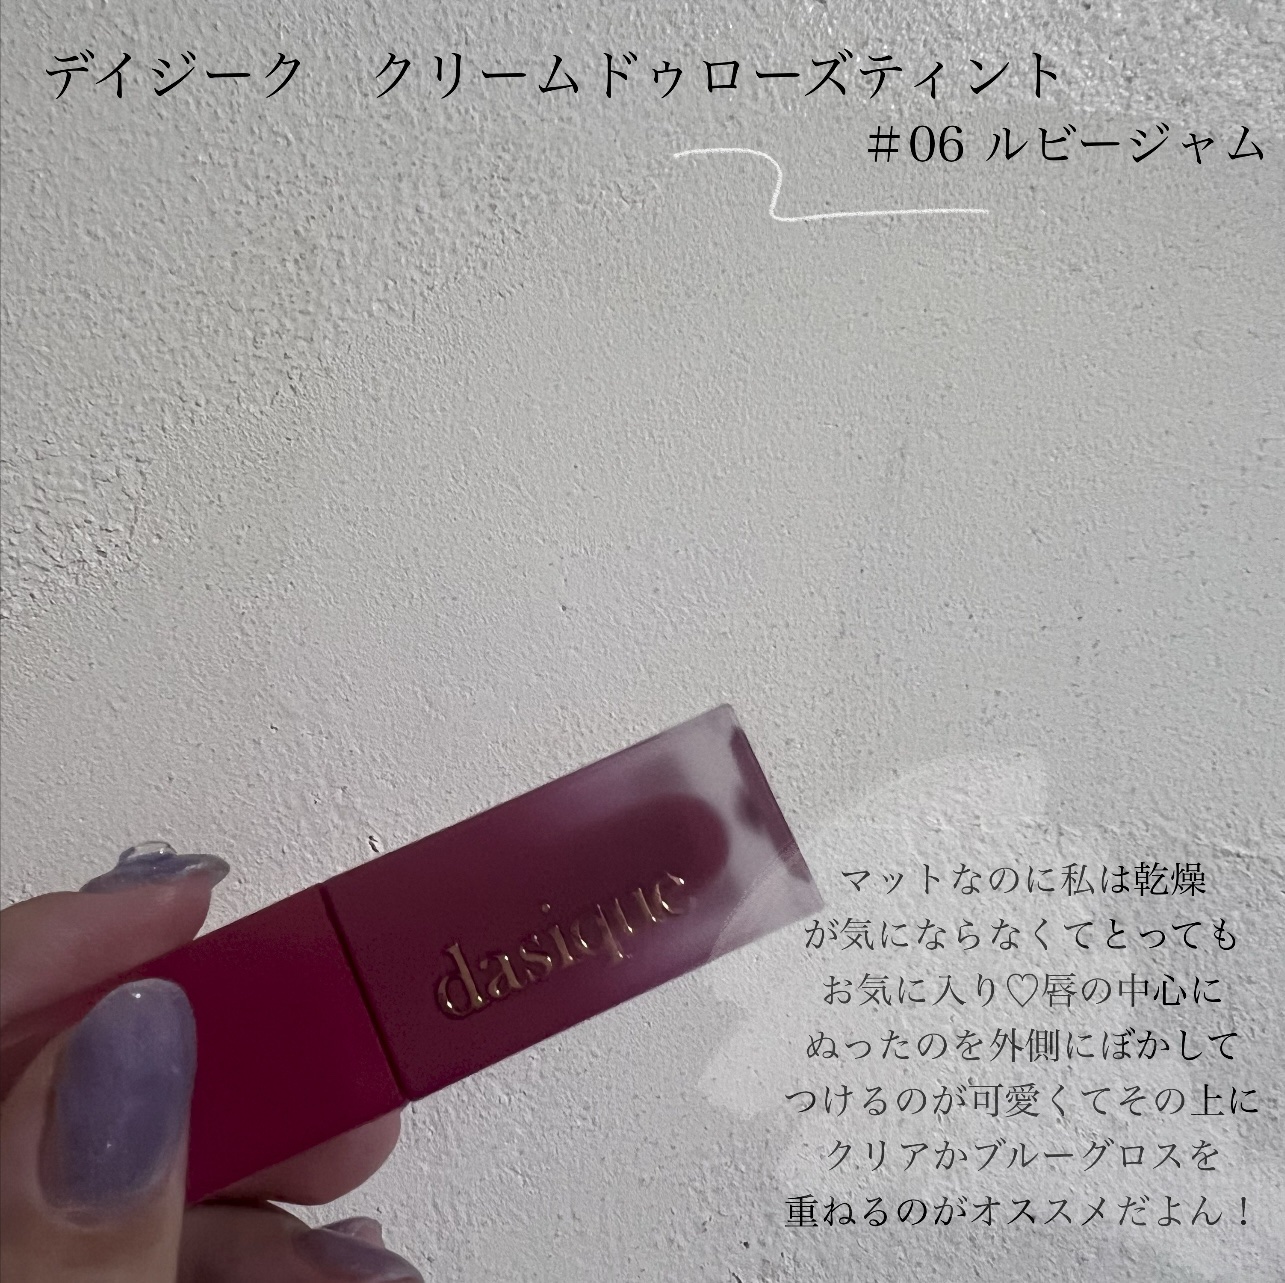 デイジーク　クリームドゥローズティント
＃06 ルビージャム
dasique
マットなのに私は乾燥
が気にならなくてとっても
お気に入り♡唇の中心に
ぬったのを外側にぼかして
つけるのが可愛くてその上に
クリアかブルーグロスを
重ねるのがオススメだよん！